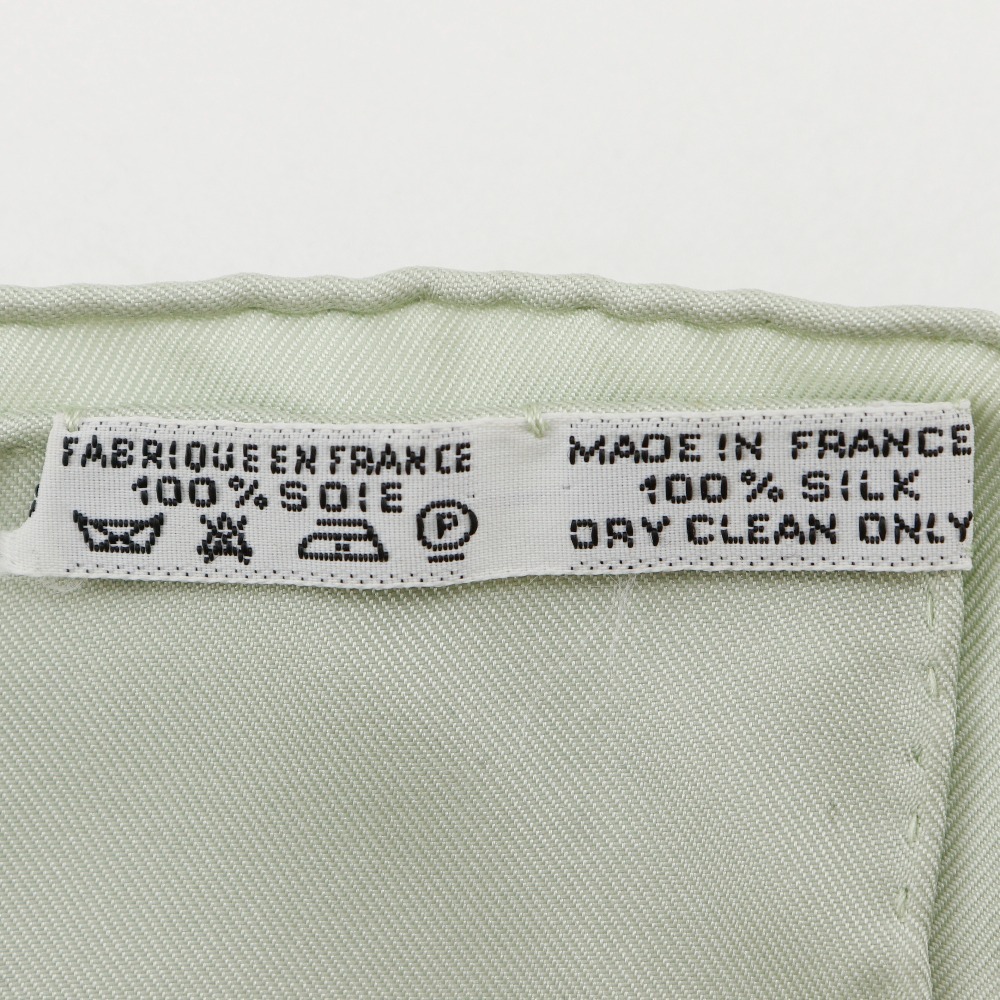 FABRIQUE EN FRANCE
100% SOIE
P
MADE IN FRANCE
100% SILK
DRY CLEAN ONLY